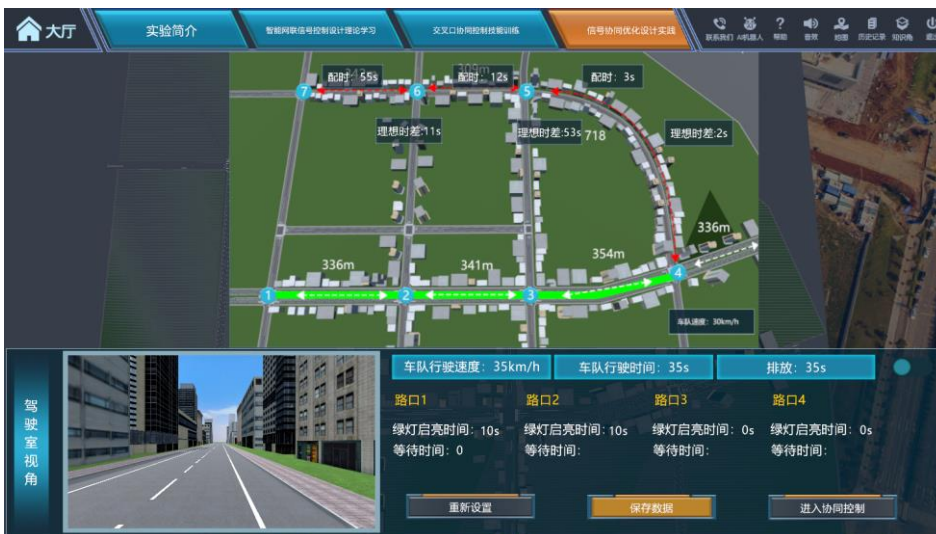 大厅
实验简介
智能网联信号控制设计理论学习
交叉口协同控制技能训练
信号协同优化设计实践
联系我们 AI机器人 帮助 音效 地图 历史记录 知识角
配时：55s
配时：12s
配时：3s
理想时差:11s
理想时差:53s
718
理想时差:2s
7
6
5
336m
354m
336m
341m
4
1
2
3
车队速度：30km/h
驾驶室视角
车队行驶速度：35km/h
车队行驶时间：35s
排放：35s
路口1
路口2
路口3
路口4
绿灯启亮时间：10s
绿灯启亮时间：10s
绿灯启亮时间：0s
绿灯启亮时间：0s
等待时间：0
等待时间：
等待时间：
等待时间：
重新设置
保存数据
进入协同控制